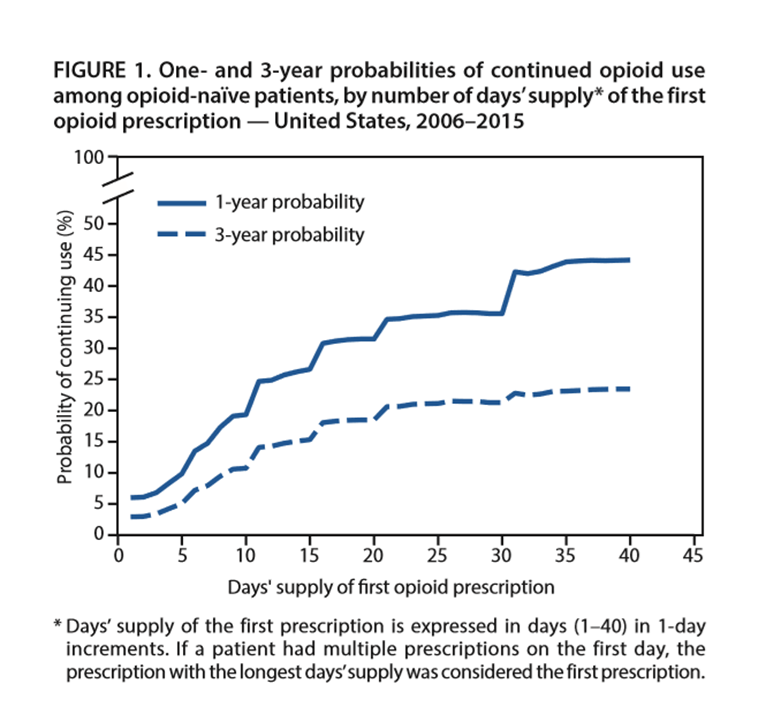 FIGURE 1. One- and 3-year probabilities of continued opioid use
among opioid-naïve patients, by number of days' supply* of the first
opioid prescription — United States, 2006–2015
100
1-year probability
3-year probability
50
45
40
35
30
25
20
15
10
5
0
Probability of continuing use (%)
0 5 10 15 20 25 30 35 40 45
Days' supply of first opioid prescription
* Days' supply of the first prescription is expressed in days (1–40) in 1-day
increments. If a patient had multiple prescriptions on the first day, the
prescription with the longest days' supply was considered the first prescription.